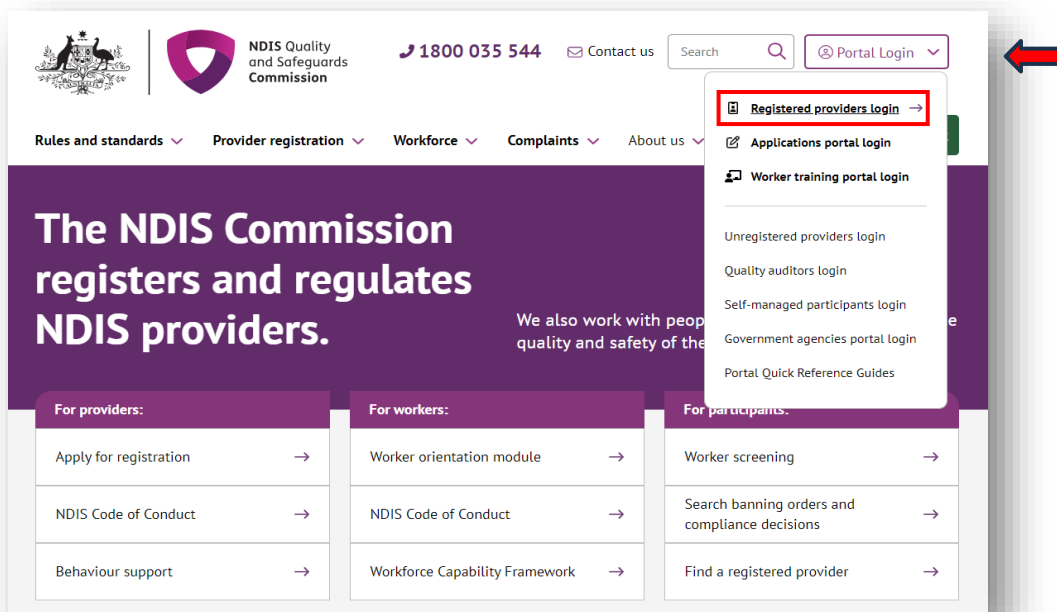 NDIS Quality
and Safeguards
Commission
1800 035 544
Contact us
Search
Portal Login
Registered providers login
Applications portal login
Worker training portal login
Unregistered providers login
Quality auditors login
Self-managed participants login
Government agencies portal login
Portal Quick Reference Guides
Rules and standards
Provider registration
Workforce
Complaints
About us
The NDIS Commission
registers and regulates
NDIS providers.
We also work with
quality and safety of
For providers:
Apply for registration
NDIS Code of Conduct
Behaviour support
For workers:
Worker orientation module
NDIS Code of Conduct
Workforce Capability Framework
For participants:
Worker screening
Search banning orders and
compliance decisions
Find a registered provider